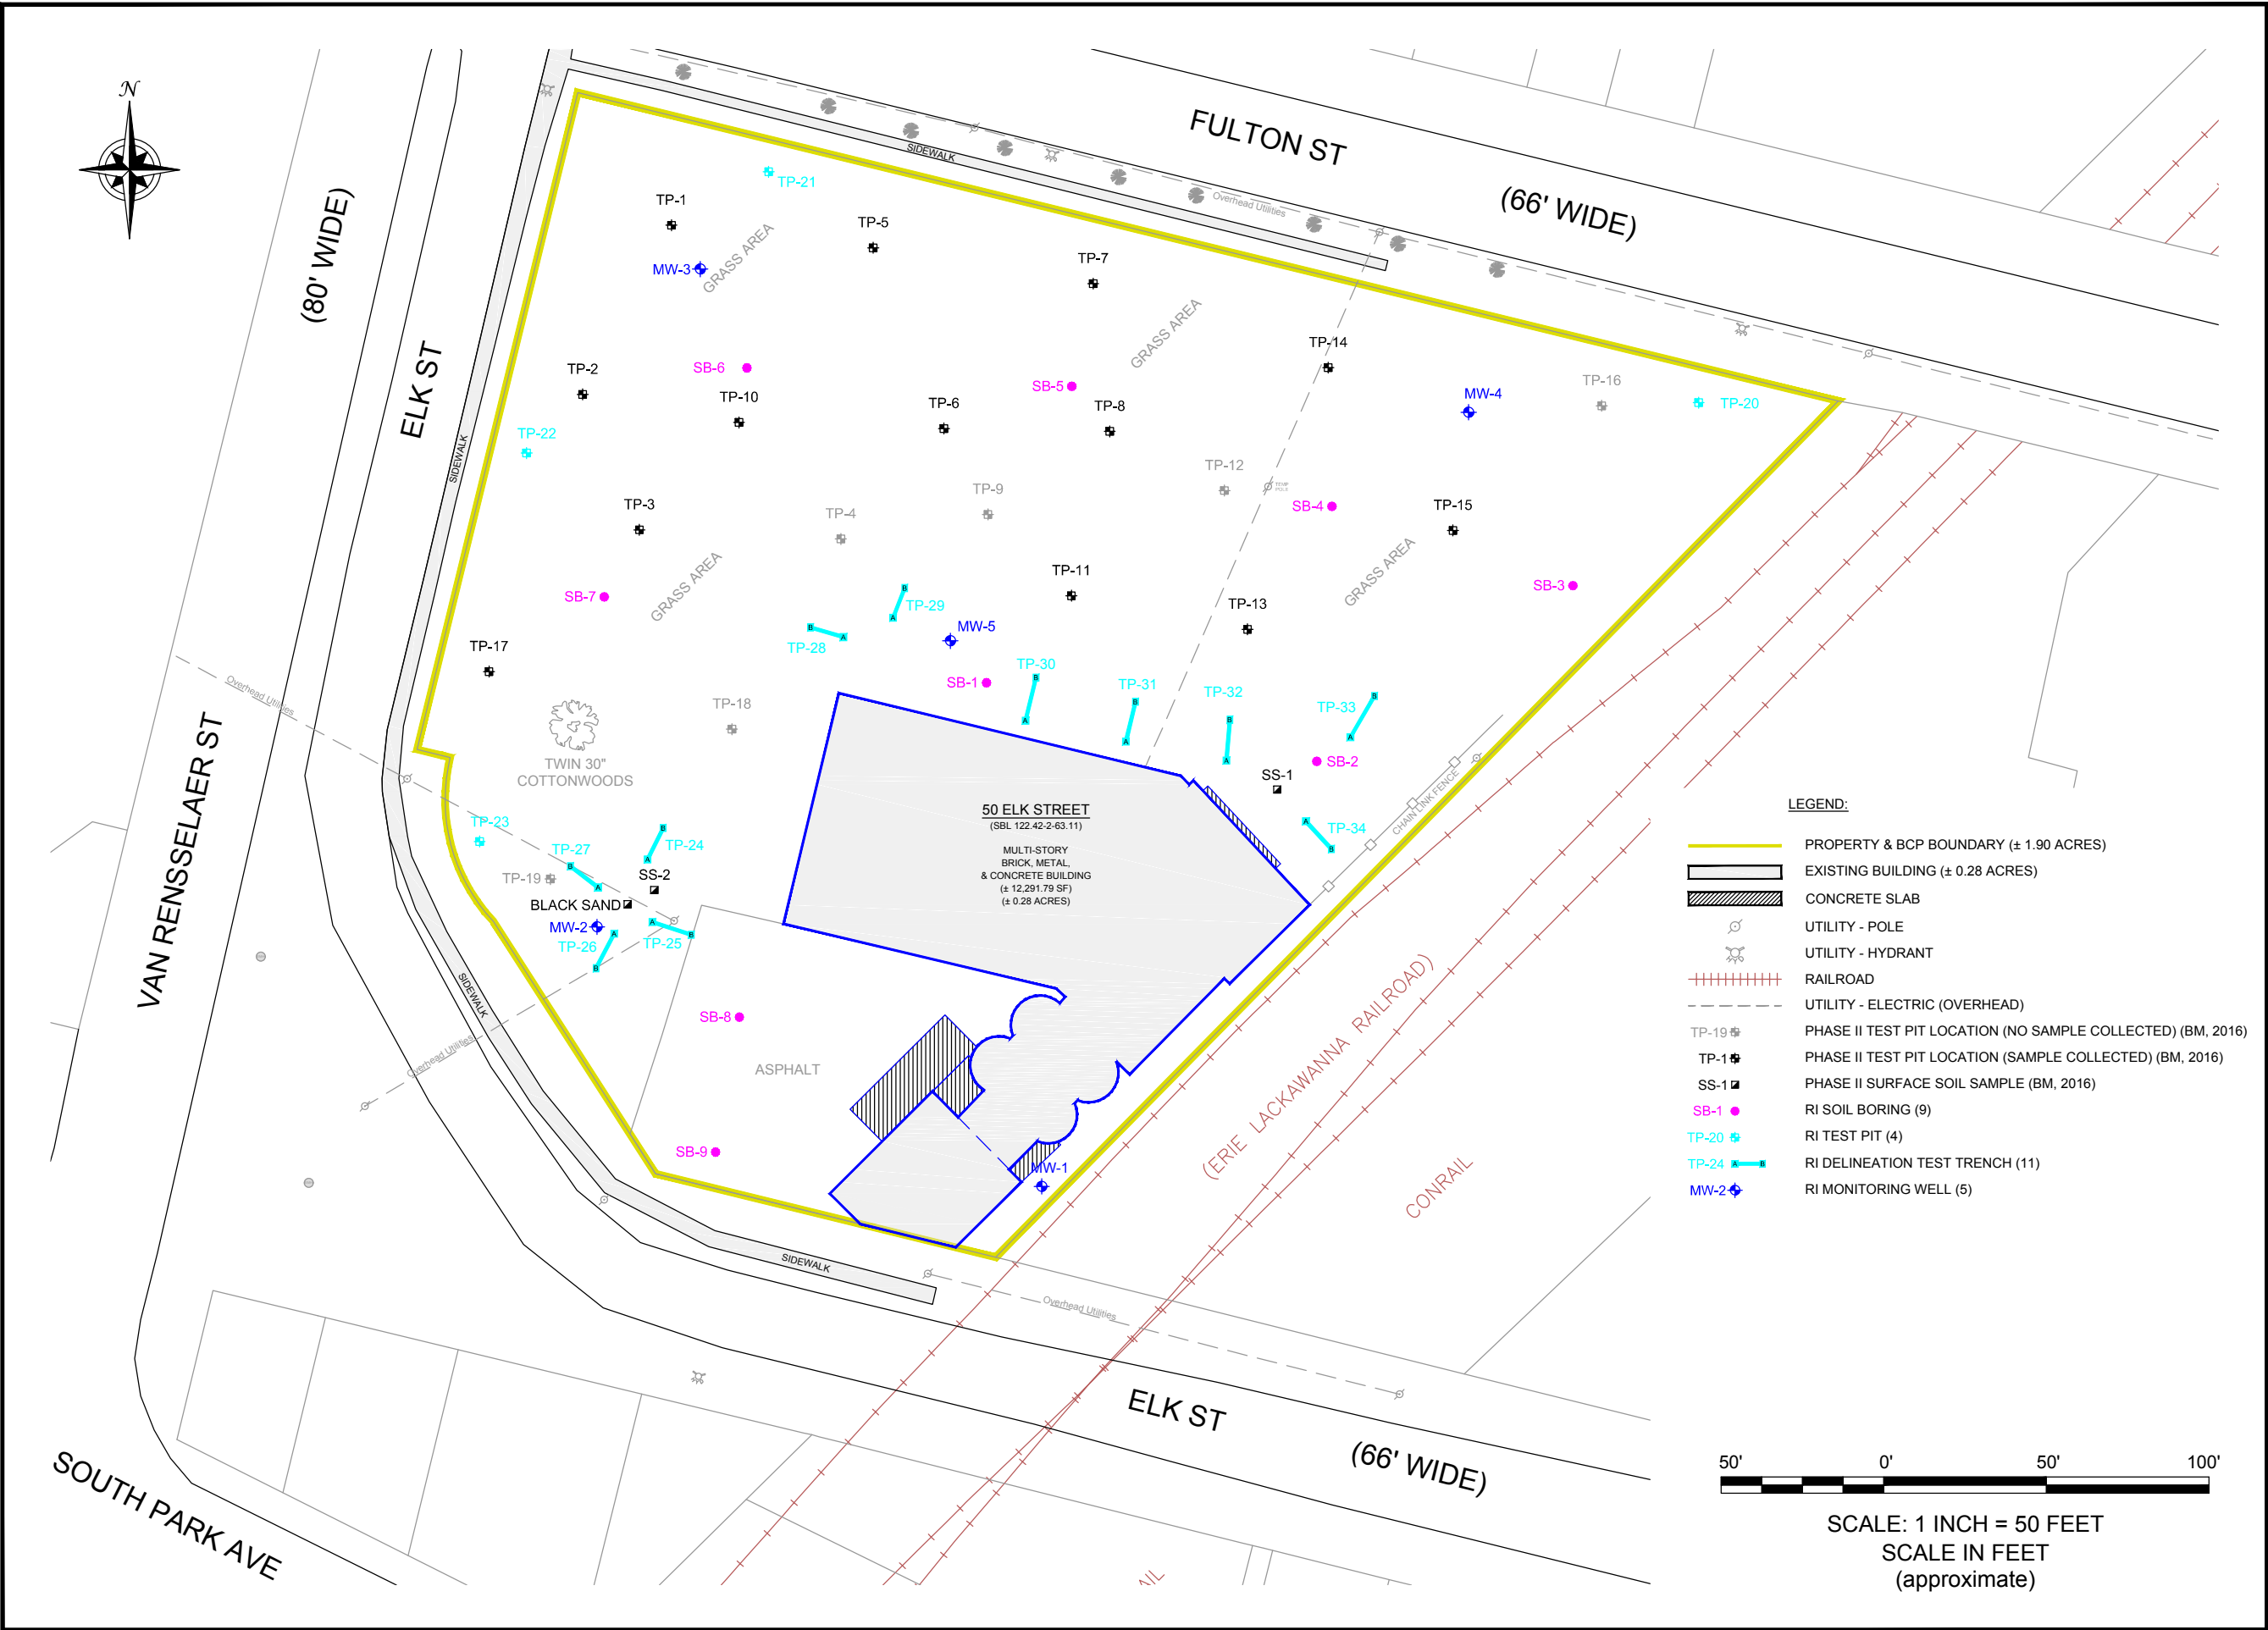 N
FULTON ST
(66' WIDE)
SIDEWALK
Overhead Utilities
(80' WIDE)
ELK ST
SIDEWALK
TP-21
TP-1
TP-5
MW-3
GRASS AREA
TP-7
GRASS AREA
TP-14
TP-2
SB-6
TP-10
TP-6
SB-5
TP-8
MW-4
TP-16
TP-20
TP-22
TP-12
TEMP
POLE
TP-9
TP-3
TP-4
SB-4
TP-15
GRASS AREA
TP-11
SB-7
GRASS AREA
B
TP-29
A
TP-13
SB-3
B
A
TP-28
MW-5
TP-17
TP-30
B
A
SB-1
TP-31
B
A
TP-32
B
A
TP-33
B
A
Overhead Utilities
TP-18
TWIN 30"
COTTONWOODS
VAN RENSSELAER ST
SB-2
SS-1
CHAIN LINK FENCE
50 ELK STREET
(SBL 122.42-2-63.11)
MULTI-STORY
BRICK, METAL,
& CONCRETE BUILDING
(± 12,291.79 SF)
(± 0.28 ACRES)
A
TP-34
B
TP-23
B
TP-24
A
TP-27
B
A
TP-19
SS-2
BLACK SAND
MW-2
A
TP-26
B
A
TP-25
B
SIDEWALK
Overhead Utilities
SB-8
ASPHALT
SB-9
MW-1
SIDEWALK
Overhead Utilities
(ERIE LACKAWANNA RAILROAD)
CONRAIL
ELK ST
(66' WIDE)
SOUTH PARK AVE
AIL
LEGEND:
PROPERTY & BCP BOUNDARY (± 1.90 ACRES)
EXISTING BUILDING (± 0.28 ACRES)
CONCRETE SLAB
UTILITY - POLE
UTILITY - HYDRANT
RAILROAD
UTILITY - ELECTRIC (OVERHEAD)
TP-19 PHASE II TEST PIT LOCATION (NO SAMPLE COLLECTED) (BM, 2016)
TP-1 PHASE II TEST PIT LOCATION (SAMPLE COLLECTED) (BM, 2016)
SS-1 PHASE II SURFACE SOIL SAMPLE (BM, 2016)
SB-1 RI SOIL BORING (9)
TP-20 RI TEST PIT (4)
TP-24 A B RI DELINEATION TEST TRENCH (11)
MW-2 RI MONITORING WELL (5)
50' 0' 50' 100'
SCALE: 1 INCH = 50 FEET
SCALE IN FEET
(approximate)